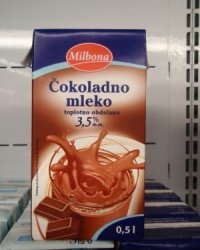 Milbona
Čokoladno
mleko
toplotno obdelano
3,5%
m.m.
0,5 l